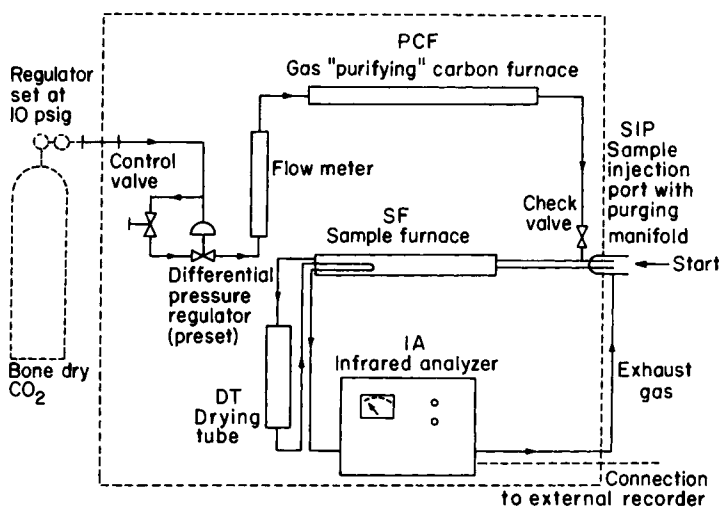 PCF
Gas "purifying" carbon furnace
Regulator
set at
10 psig
Control
valve
Flow meter
SIP
Sample
injection
port with
purging
manifold
Check
valve
SF
Sample furnace
Start
Differential
pressure
regulator
(preset)
IA
Infrared analyzer
Bone dry
CO2
DT
Drying
tube
Exhaust
gas
Connection
to external recorder